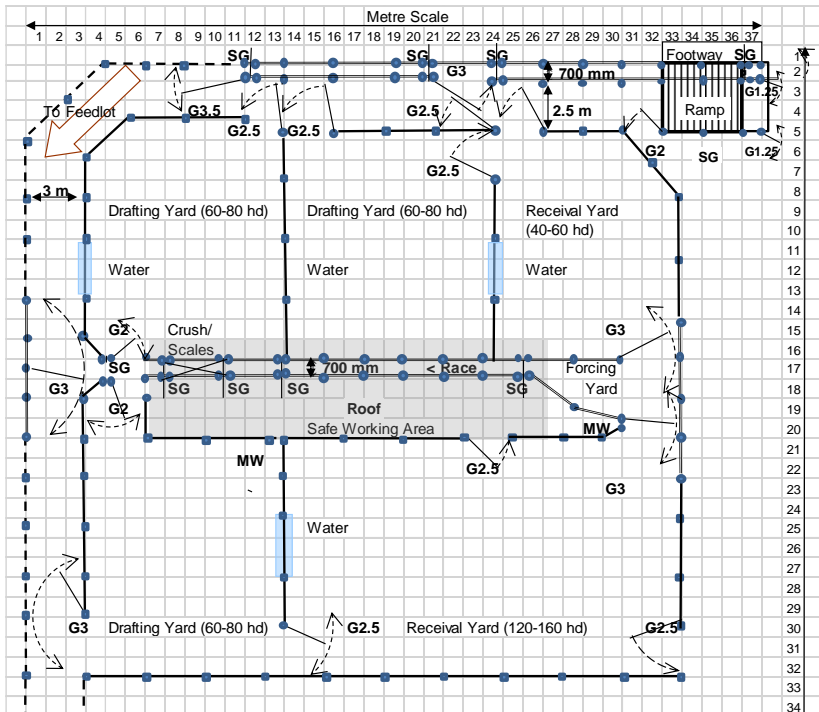 Metre Scale
1 2 3 4 5 6 7 8 9 10 11 12 13 14 15 16 17 18 19 20 21 22 23 24 25 26 27 28 29 30 31 32 33 34 35 36 37
SG SG SG Footway SG
1
G3 700 mm
2
G1.25
3
To Feedlot G3.5 G2.5 2.5 m Ramp
4
G2.5 G2.5
5
G2 SG G1.25
6
G2.5
7
3 m
8
Drafting Yard (60-80 hd) Drafting Yard (60-80 hd) Receival Yard
9
(40-60 hd)
10
11
Water Water Water
12
13
14
G2 Crush/ G3
15
Scales
16
SG 700 mm < Race Forcing
17
G3 SG SG SG SG Yard
18
G2 Roof
19
Safe Working Area MW
20
MW G2.5
21
22
G3
23
24
Water
25
26
27
28
29
G3 Drafting Yard (60-80 hd) G2.5 Receival Yard (120-160 hd) G2.5
30
31
32
33
34